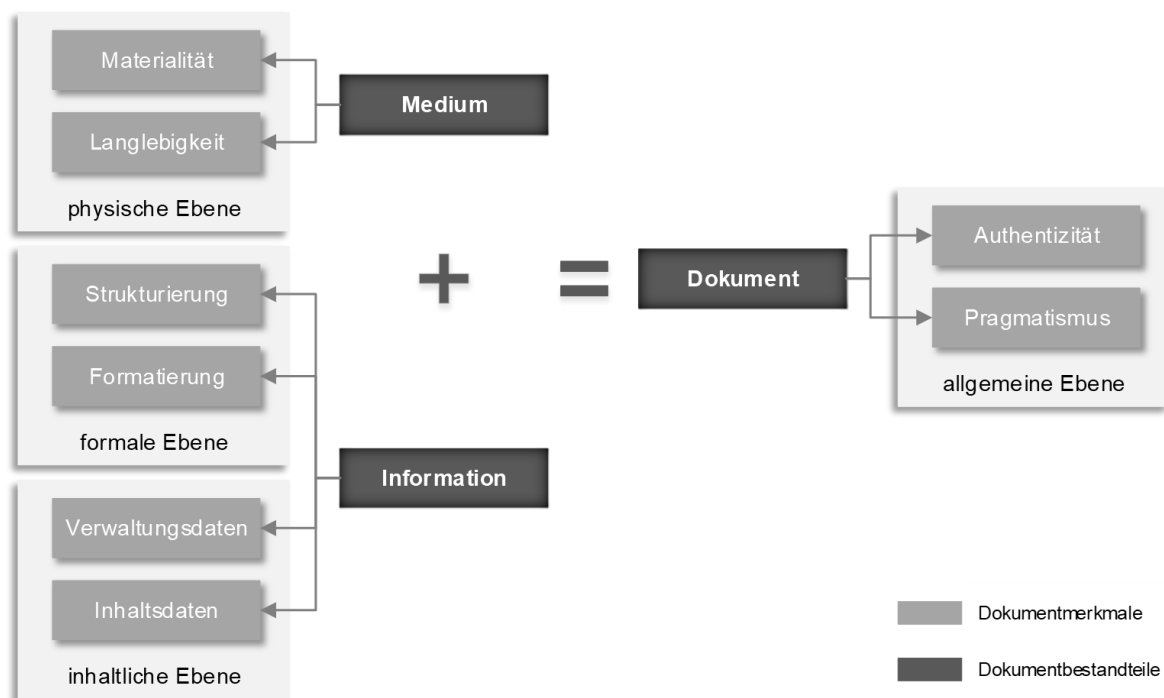 Materialität
Langlebigkeit
physische Ebene
Medium
Strukturierung
Formatierung
formale Ebene
Information
Verwaltungsdaten
Inhaltsdaten
inhaltliche Ebene
+
=
Dokument
Authentizität
Pragmatismus
allgemeine Ebene
Dokumentmerkmale
Dokumentbestandteile